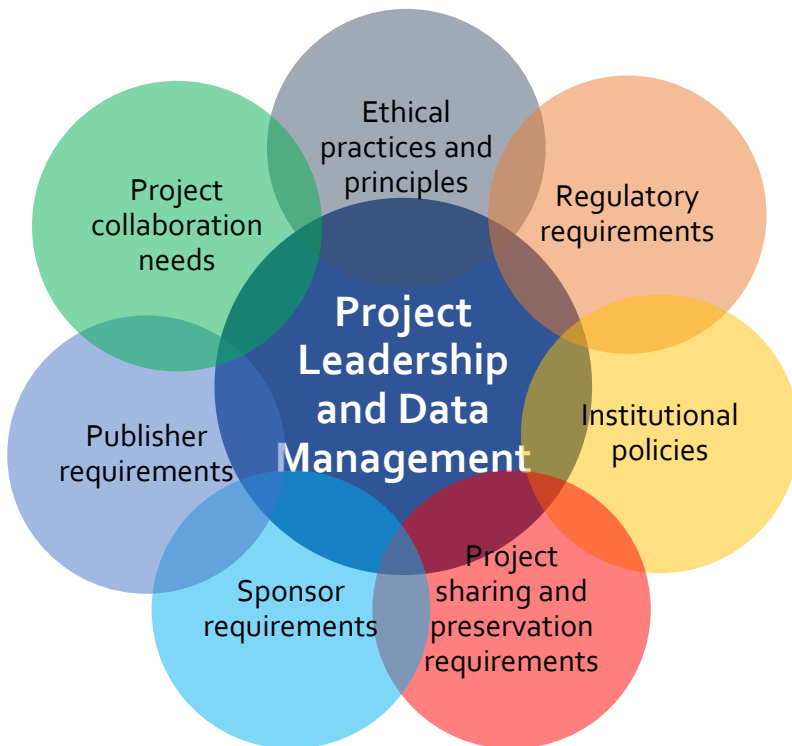 Ethical
practices and
principles
Regulatory
requirements
Institutional
policies
Project
sharing and
preservation
requirements
Sponsor
requirements
Publisher
requirements
Project
collaboration
needs
Project
Leadership
and Data
Management